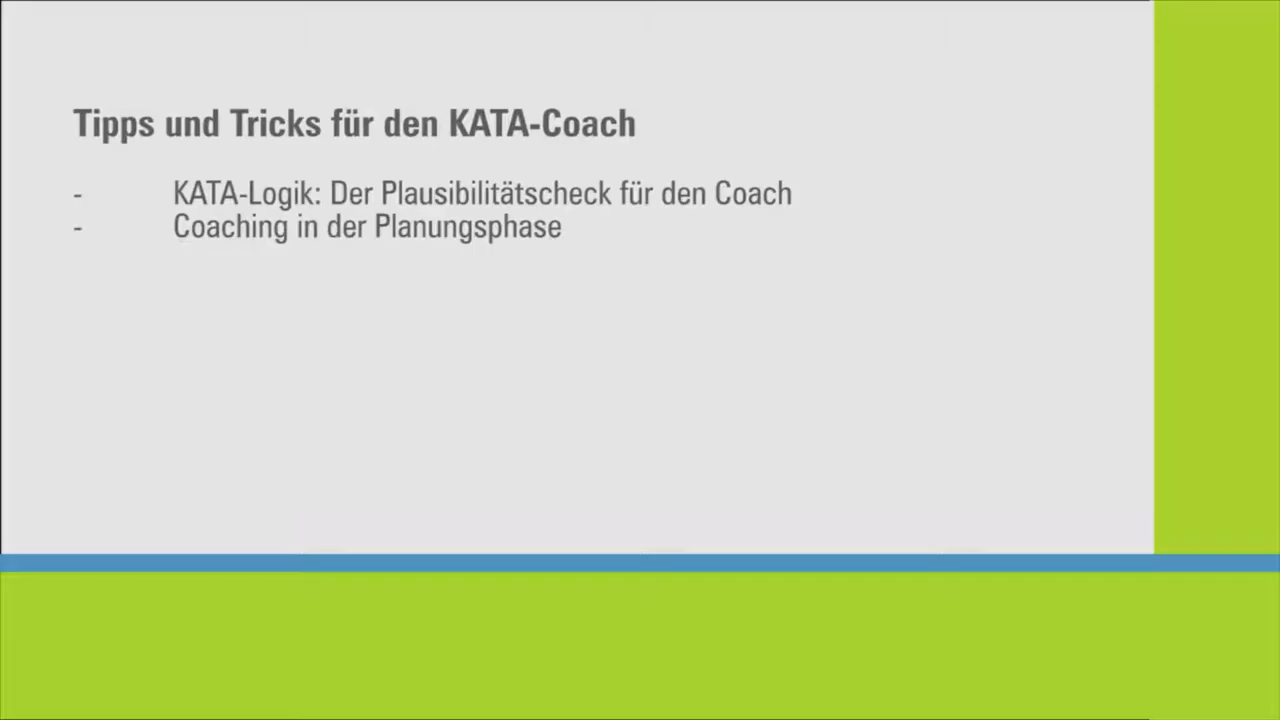 Tipps und Tricks für den KATA-Coach
- KATA-Logik: Der Plausibilitätscheck für den Coach
- Coaching in der Planungsphase